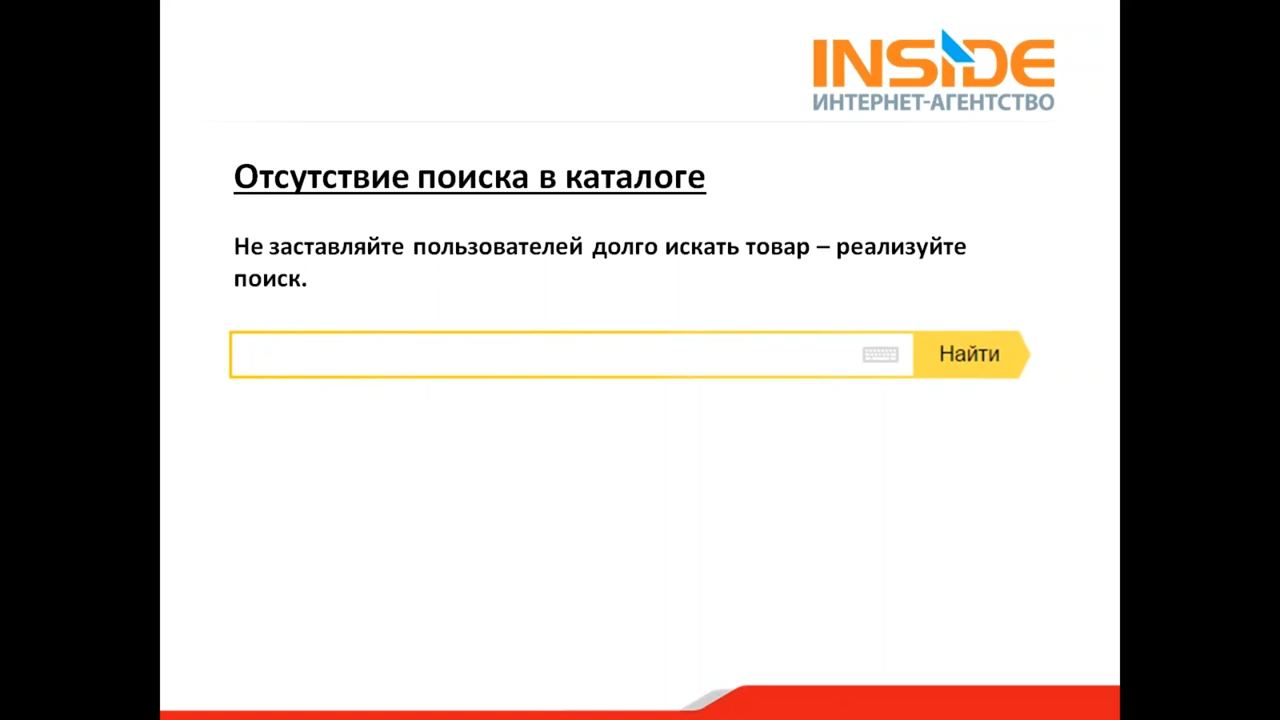 INSIDE
ИНТЕРНЕТ-АГЕНТСТВО
Отсутствие поиска в каталоге
Не заставляйте пользователей долго искать товар – реализуйте
поиск.
Найти